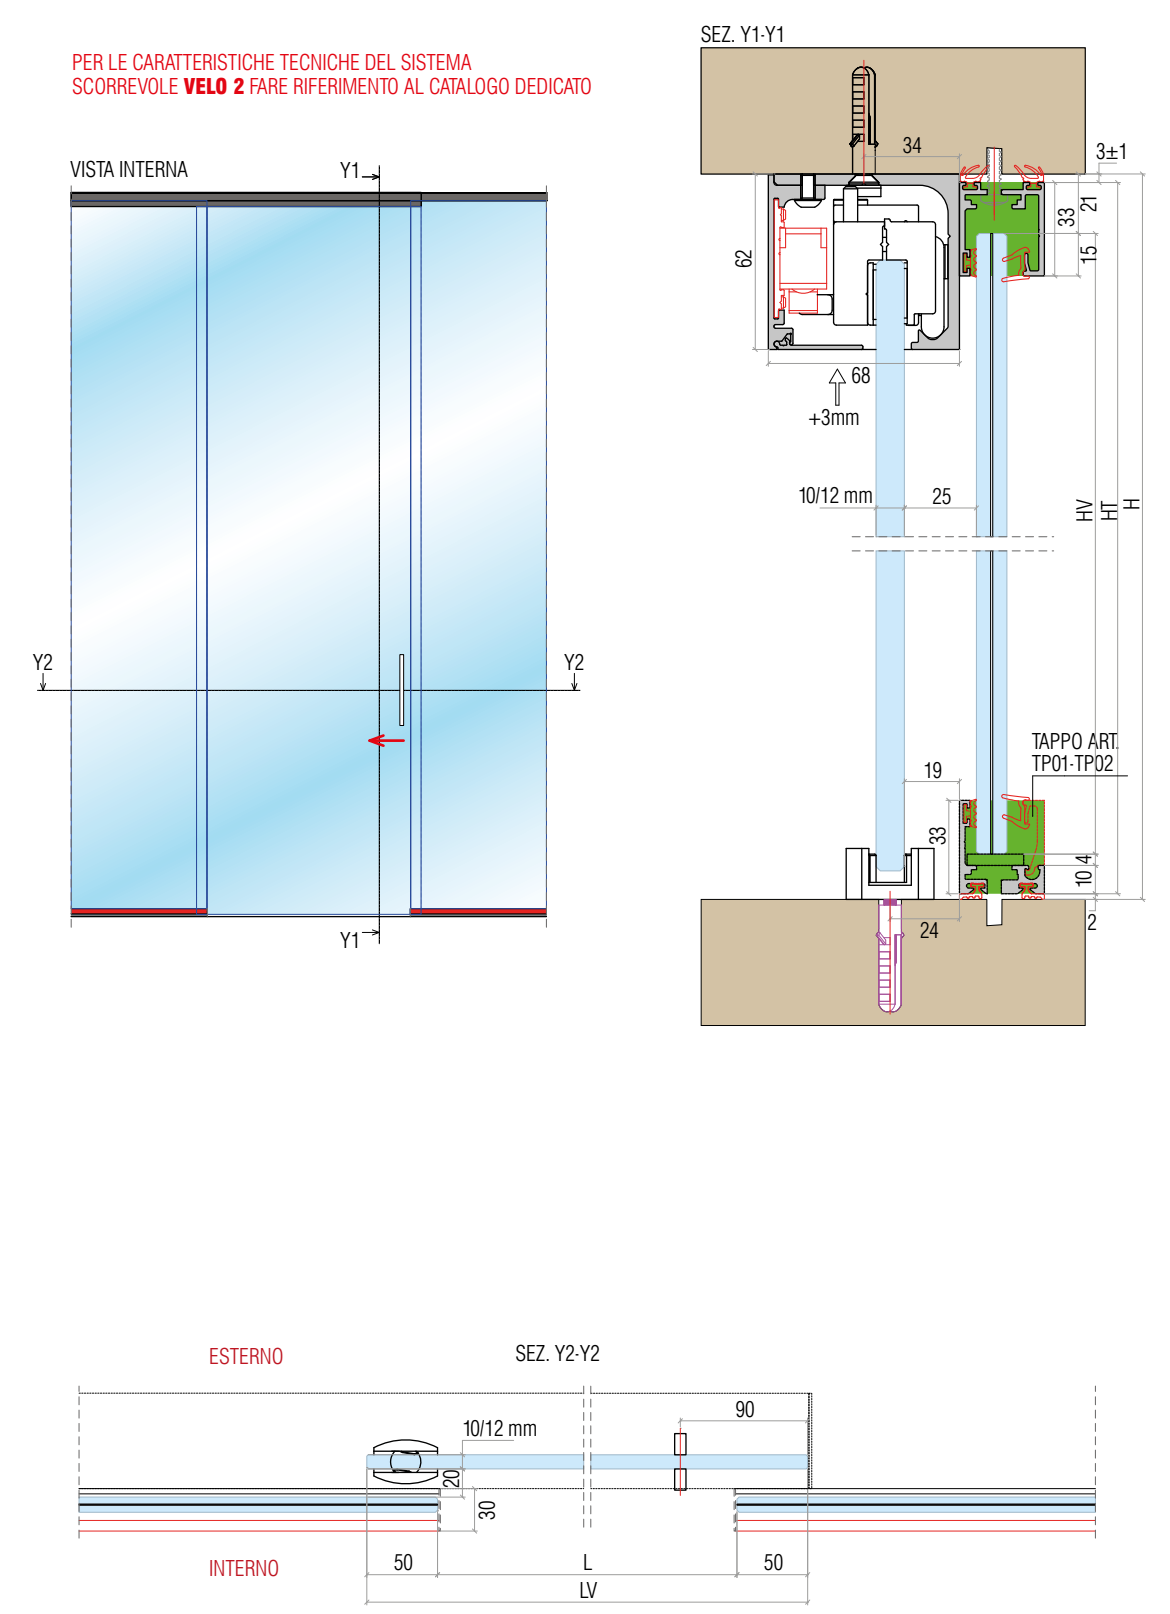 PER LE CARATTERISTICHE TECNICHE DEL SISTEMA
SCORREVOLE VELO 2 FARE RIFERIMENTO AL CATALOGO DEDICATO
VISTA INTERNA
Y1
Y2
Y2
Y1
SEZ. Y1-Y1
34
3±1
21
33
15
62
68
+3mm
10/12 mm
25
HV
HT
H
TAPPO ART.
TP01-TP02
19
33
4
10
2
24
ESTERNO
SEZ. Y2-Y2
90
10/12 mm
20
30
INTERNO
50
L
50
LV